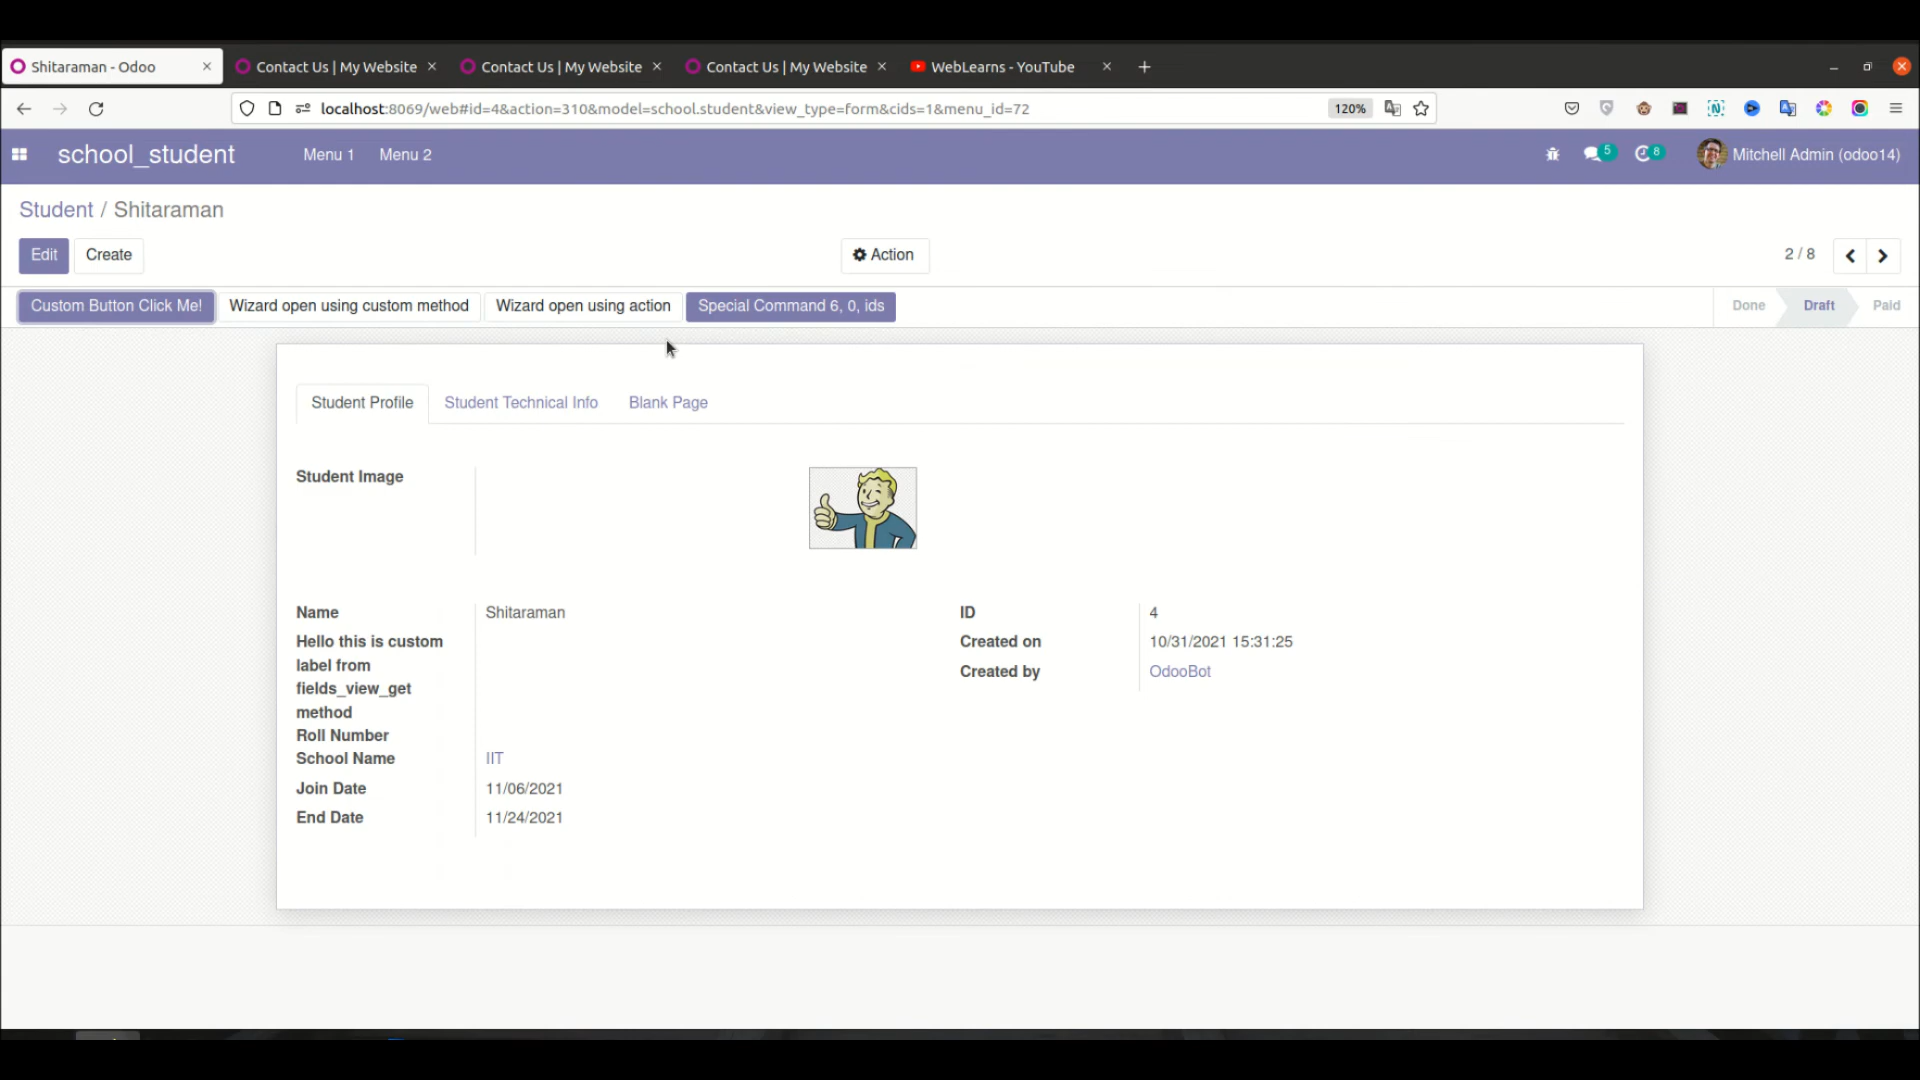 Shitaraman - Odoo
Contact Us | My Website
Contact Us | My Website
Contact Us | My Website
WebLearns - YouTube
localhost:8069/web#id=4&action=310&model=school.student&view_type=form&cids=1&menu_id=72
120%
school_student
Menu 1
Menu 2
5
8
Mitchell Admin (odoo14)
Student / Shitaraman
Edit
Create
Action
2 / 8
Custom Button Click Me!
Wizard open using custom method
Wizard open using action
Special Command 6, 0, ids
Done
Draft
Paid
Student Profile
Student Technical Info
Blank Page
Student Image
Name
Shitaraman
ID
4
Hello this is custom
label from
fields_view_get
method
Created on
10/31/2021 15:31:25
Created by
OdooBot
Roll Number
School Name
IIT
Join Date
11/06/2021
End Date
11/24/2021